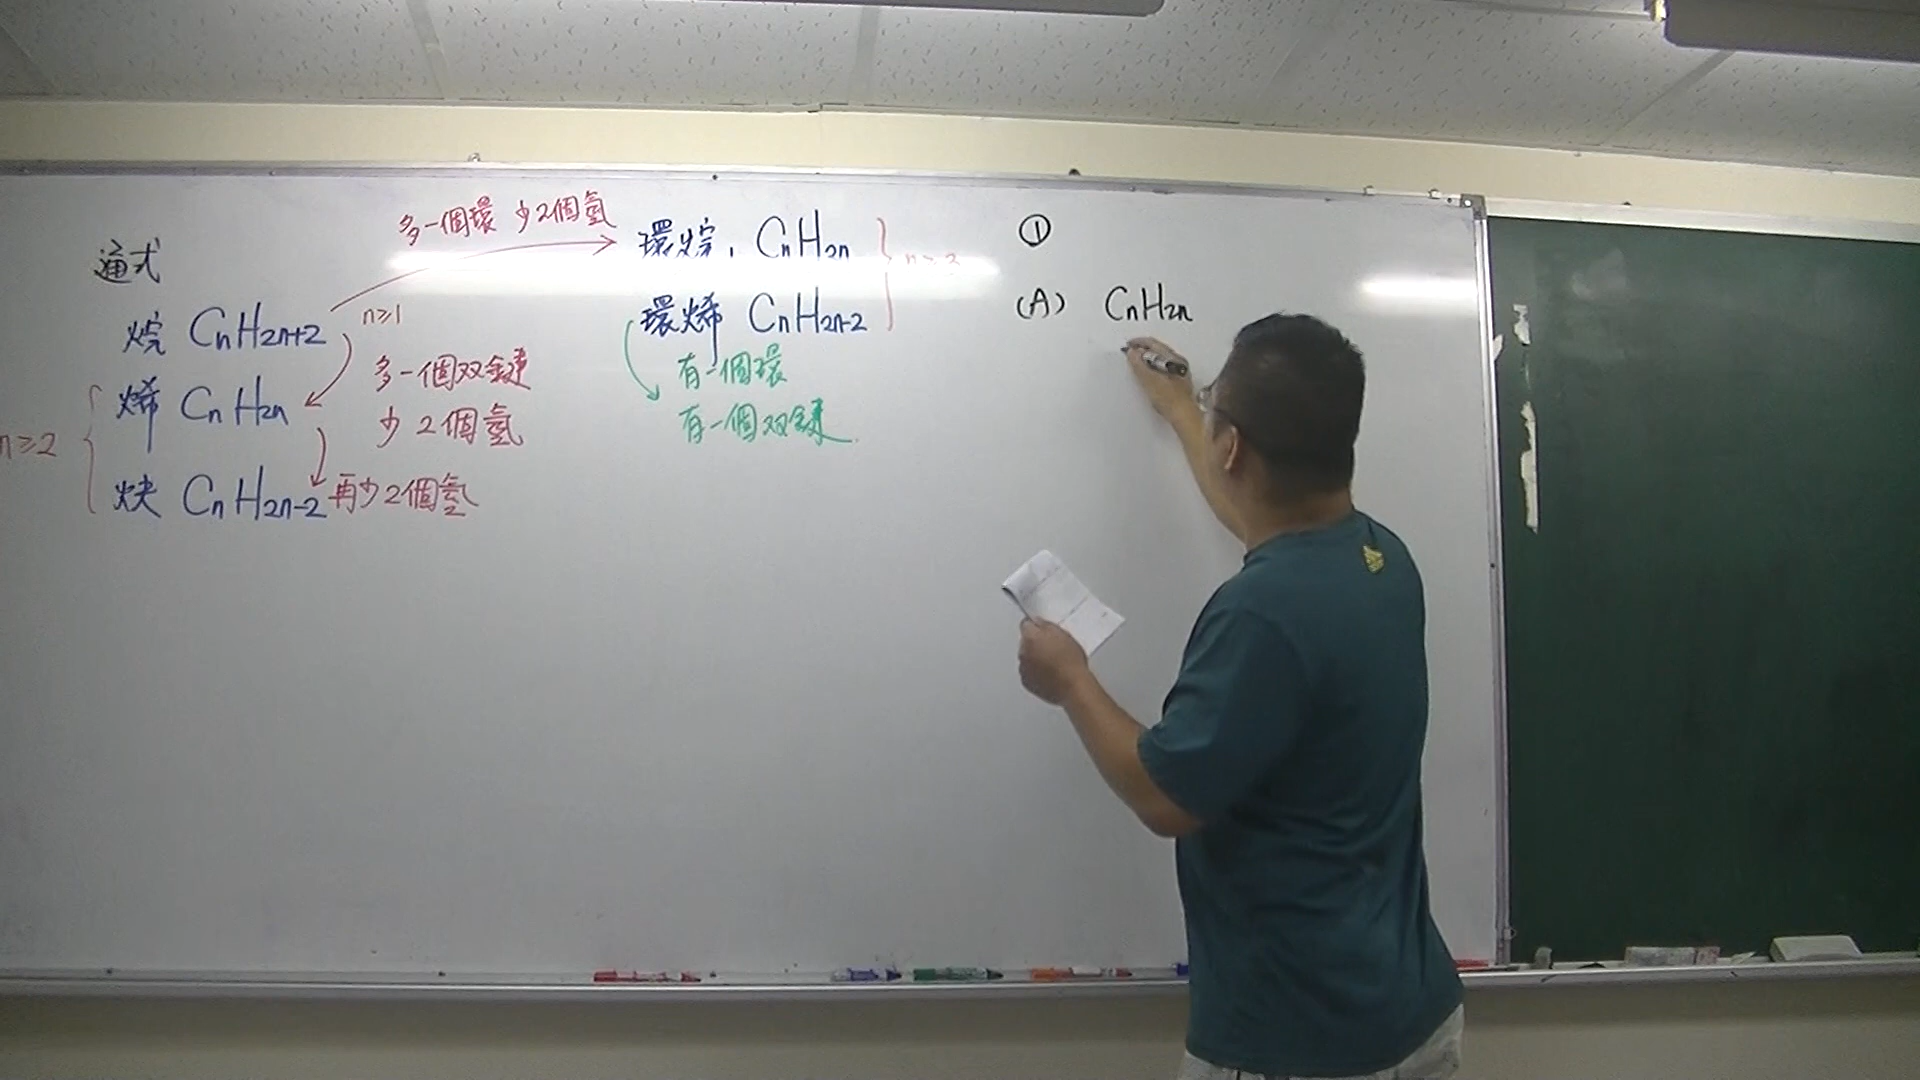 通式
烷 CnH2n+2 n≥1
烯 CnH2n
炔 CnH2n-2 再少2個氫
n≥2
多一個双鍵
少2個氫
多一個環 少2個氫
環烷, CnH2n
環烯 CnH2n-2
有一個環
有一個双鍵
①
(A) CnH2n